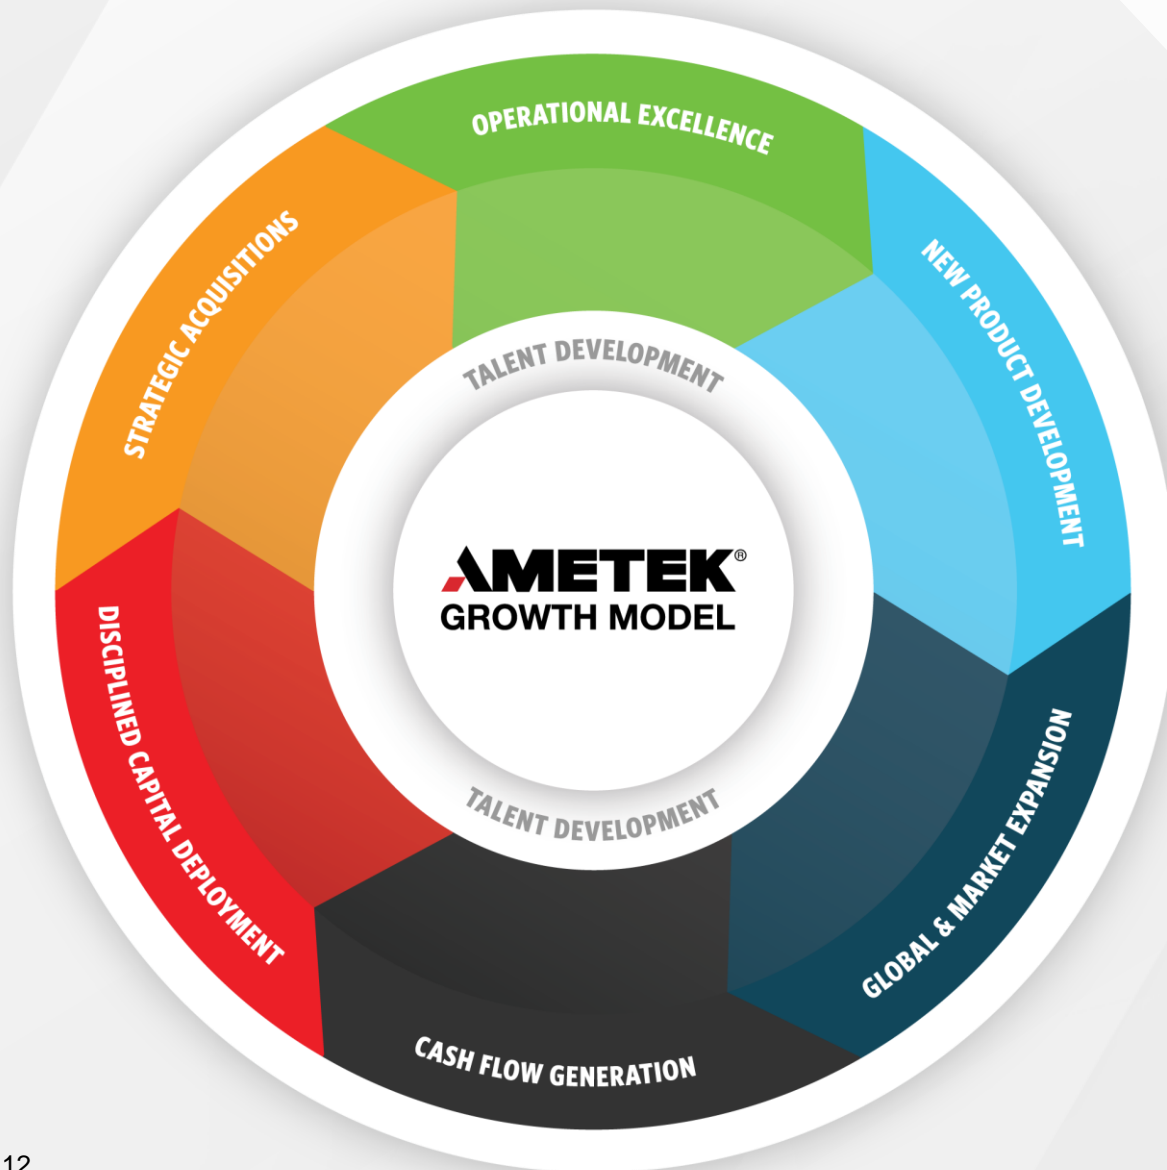 OPERATIONAL EXCELLENCE
NEW PRODUCT DEVELOPMENT
GLOBAL & MARKET EXPANSION
CASH FLOW GENERATION
DISCIPLINED CAPITAL DEPLOYMENT
STRATEGIC ACQUISITIONS
TALENT DEVELOPMENT
AMETEK®
GROWTH MODEL
TALENT DEVELOPMENT
12